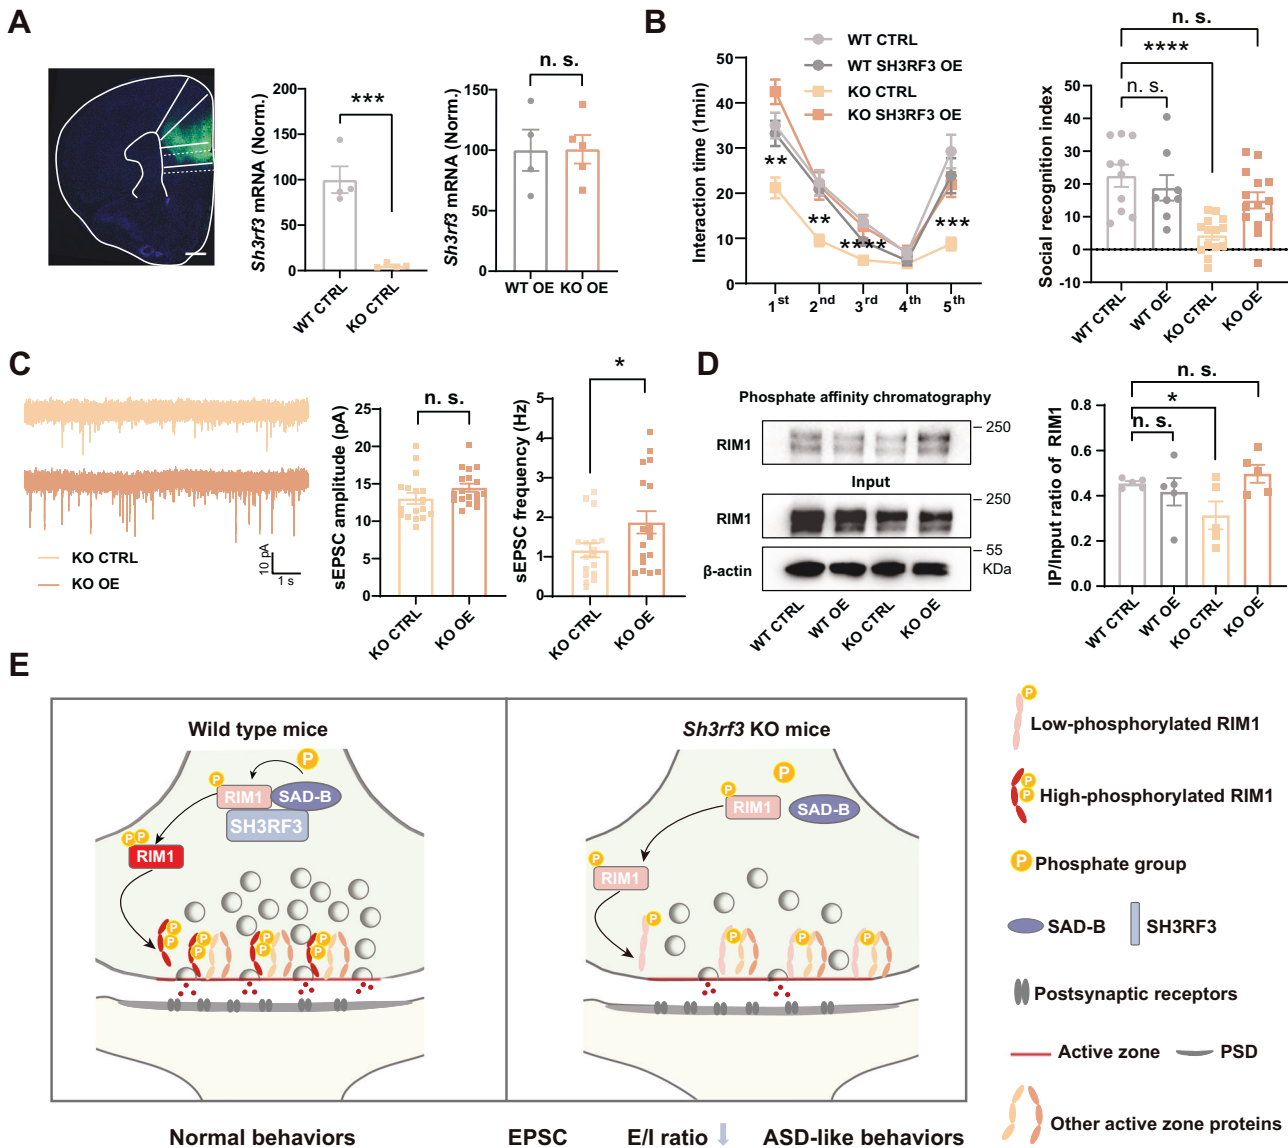 A
Sh3rf3 mRNA (Norm.)
200
150
100
50
0
***
WT CTRL
KO CTRL
Sh3rf3 mRNA (Norm.)
150
100
50
0
n. s.
WT OE KO OE
B
WT CTRL
WT SH3RF3 OE
KO CTRL
KO SH3RF3 OE
Interaction time (1min)
50
40
30
20
10
0
**
**
****
***
1st 2nd 3rd 4th 5th
Social recognition index
50
40
30
20
10
0
-10
n. s.
****
n. s.
WT CTRL
WT OE
KO CTRL
KO OE
C
KO CTRL
KO OE
10 pA
1 s
sEPSC amplitude (pA)
25
20
15
10
5
0
n. s.
KO CTRL
KO OE
sEPSC frequency (Hz)
5
4
3
2
1
0
*
KO CTRL
KO OE
D
Phosphate affinity chromatography
RIM1
250
Input
RIM1
250
β-actin
55
KDa
WT CTRL
WT OE
KO CTRL
KO OE
IP/Input ratio of RIM1
0.8
0.6
0.4
0.2
0.0
n. s.
*
n. s.
WT CTRL
WT OE
KO CTRL
KO OE
E
Wild type mice
P
P
RIM1 SAD-B
SH3RF3
P P
RIM1
P
P
P
P
P
P
P
P
Sh3rf3 KO mice
P
P
RIM1 SAD-B
P
RIM1
P
P
P
P
Normal behaviors
EPSC E/I ratio ASD-like behaviors
P
Low-phosphorylated RIM1
P
P
High-phosphorylated RIM1
P Phosphate group
SAD-B SH3RF3
Postsynaptic receptors
Active zone PSD
Other active zone proteins